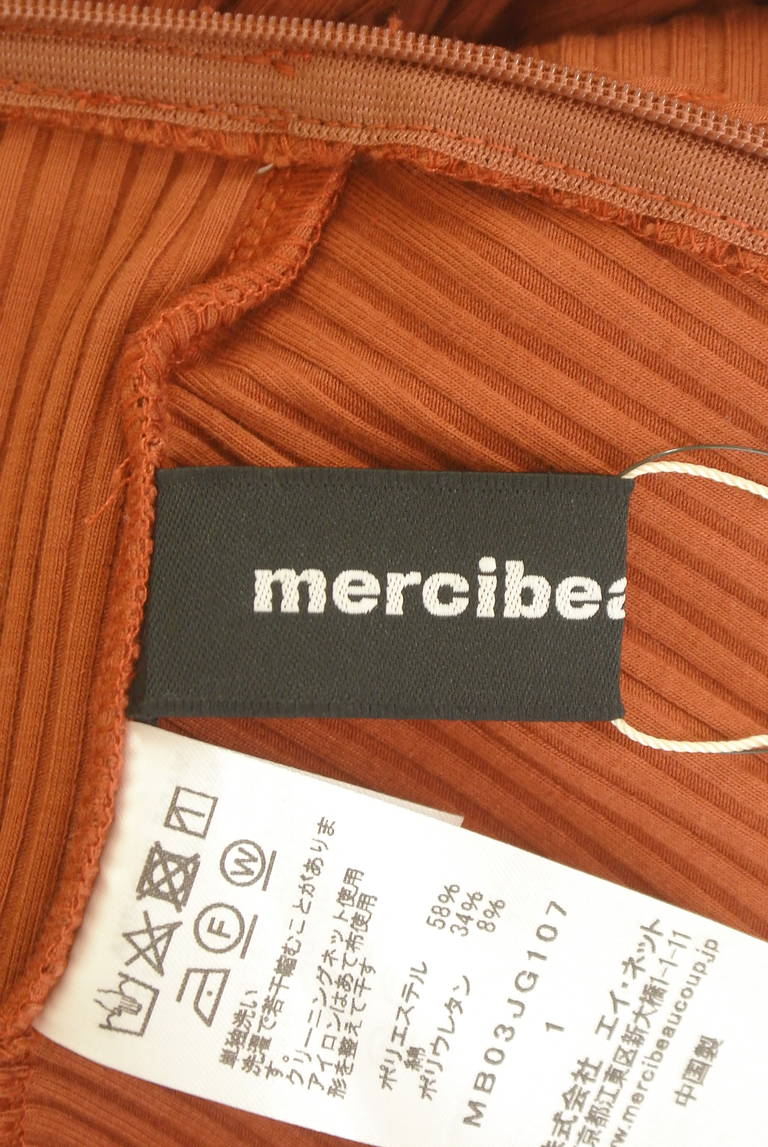 mercibea
W
F
単独洗い
洗濯で若干縮むことがありま
す。
クリーニングネット使用
アイロンはあて布使用
形を整えて干す
ポリエステル 58%
綿 34%
ポリウレタン 8%
MB03JG107
1
株式会社 エイ・ネット
京都江東区新大橋1-1-11
w.mercibeaucoup.jp
中国製